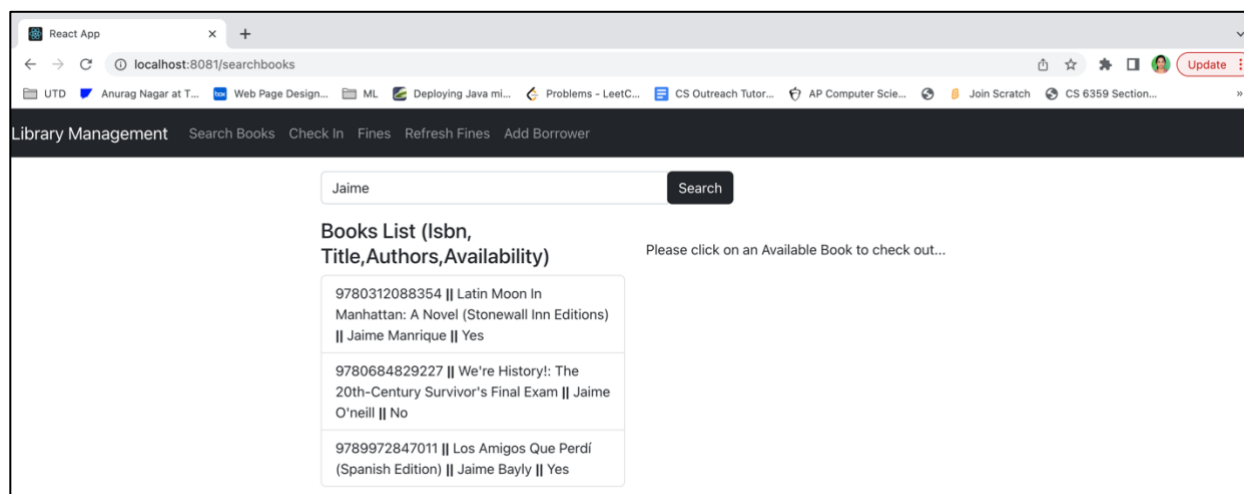 React App
localhost:8081/searchbooks
Update
UTD Anurag Nagar at T... Web Page Design... ML Deploying Java mi... Problems - LeetC... CS Outreach Tutor... AP Computer Scie... Join Scratch CS 6359 Section...
Library Management Search Books Check In Fines Refresh Fines Add Borrower
Jaime Search
Books List (Isbn,
Title,Authors,Availability)
Please click on an Available Book to check out...
9780312088354 || Latin Moon In
Manhattan: A Novel (Stonewall Inn Editions)
|| Jaime Manrique || Yes
9780684829227 || We're History!: The
20th-Century Survivor's Final Exam || Jaime
O'neill || No
9789972847011 || Los Amigos Que Perdí
(Spanish Edition) || Jaime Bayly || Yes